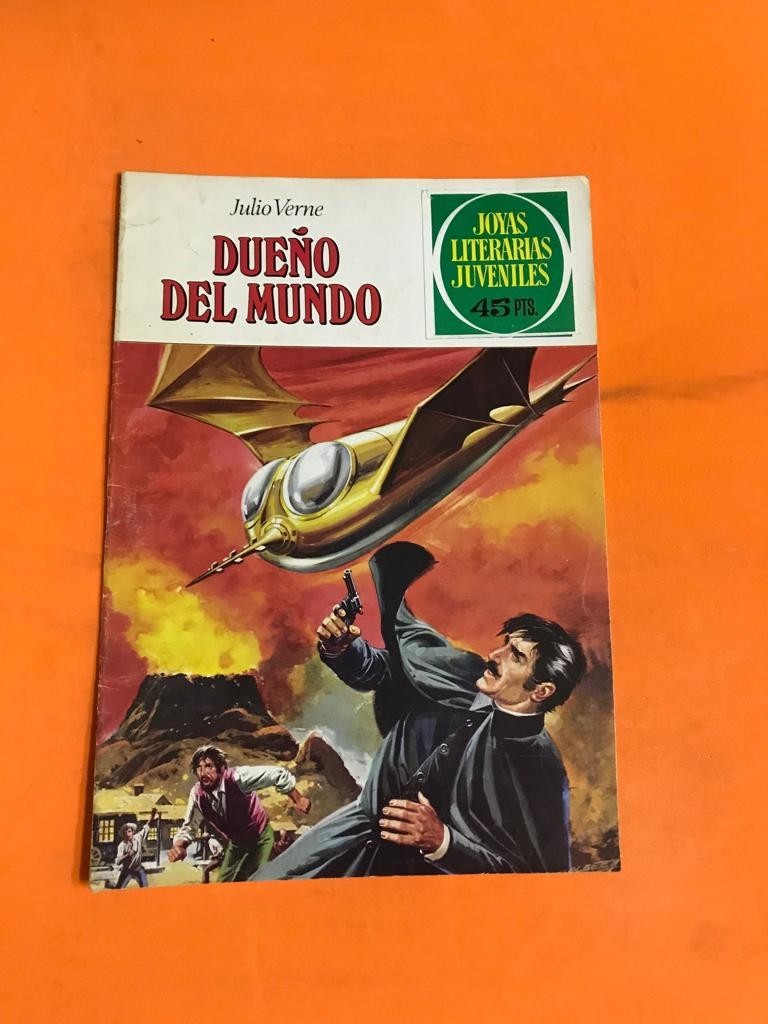 Julio Verne
DUEÑO
DEL MUNDO
JOYAS
LITERARIAS
JUVENILES
45 PTS.